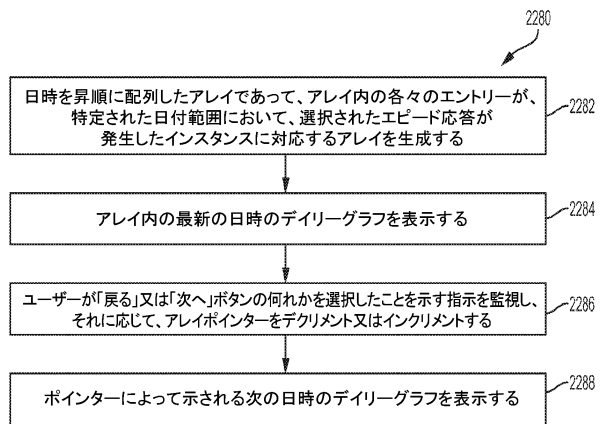 2280
日時を昇順に配列したアレイであって、アレイ内の各々のエントリーが、
特定された日付範囲において、選択されたエピード応答が
発生したインスタンスに対応するアレイを生成する
2282
アレイ内の最新の日時のデイリーグラフを表示する
2284
ユーザーが「戻る」又は「次へ」ボタンの何れかを選択したことを示す指示を監視し、
それに応じて、アレイポインターをデクリメント又はインクリメントする
2286
ポインターによって示される次の日時のデイリーグラフを表示する
2288